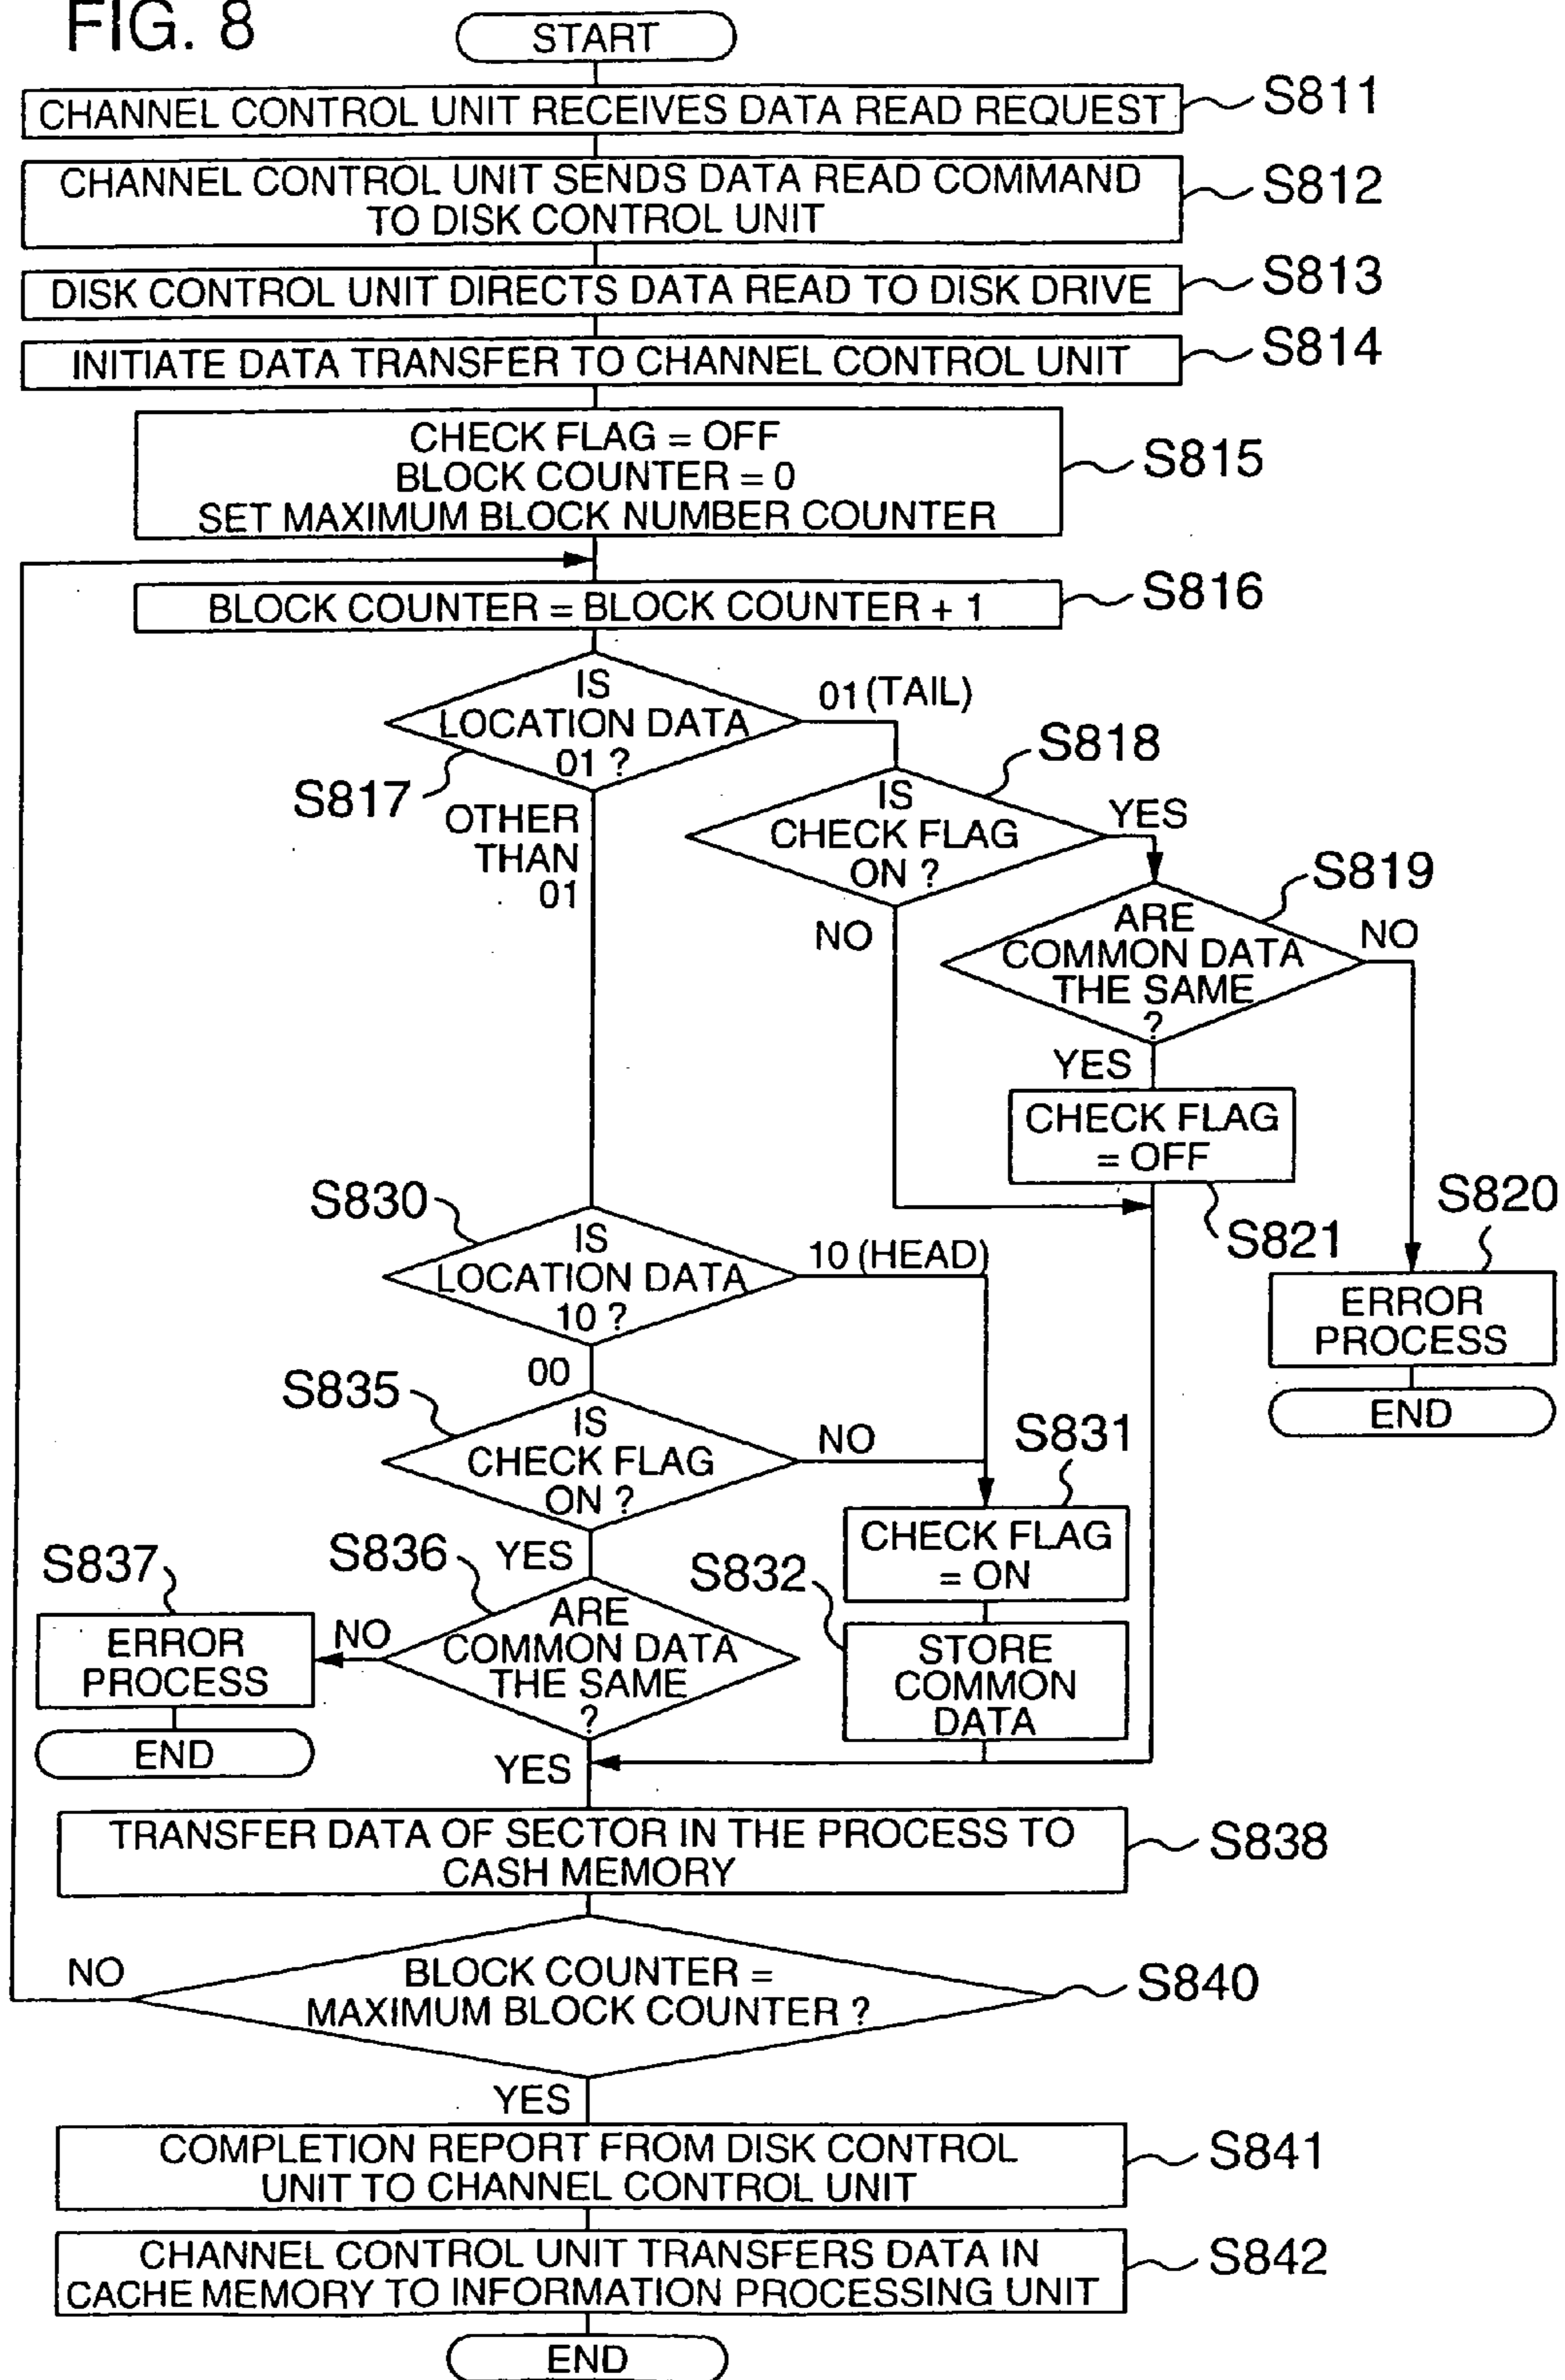 FIG. 8
START
CHANNEL CONTROL UNIT RECEIVES DATA READ REQUEST
S811
CHANNEL CONTROL UNIT SENDS DATA READ COMMAND
TO DISK CONTROL UNIT
S812
DISK CONTROL UNIT DIRECTS DATA READ TO DISK DRIVE
S813
INITIATE DATA TRANSFER TO CHANNEL CONTROL UNIT
S814
CHECK FLAG = OFF
BLOCK COUNTER = 0
SET MAXIMUM BLOCK NUMBER COUNTER
S815
BLOCK COUNTER = BLOCK COUNTER + 1
S816
IS
LOCATION DATA
01 ?
S817
01 (TAIL)
OTHER
THAN
01
S818
IS
CHECK FLAG
ON ?
YES
NO
S819
ARE
COMMON DATA
THE SAME
?
NO
YES
CHECK FLAG
= OFF
S821
S820
ERROR
PROCESS
END
S830
IS
LOCATION DATA
10 ?
10 (HEAD)
00
S835
IS
CHECK FLAG
ON ?
NO
YES
S831
CHECK FLAG
= ON
S832
STORE
COMMON
DATA
S836
ARE
COMMON DATA
THE SAME
?
NO
S837
ERROR
PROCESS
END
YES
TRANSFER DATA OF SECTOR IN THE PROCESS TO
CASH MEMORY
S838
BLOCK COUNTER =
MAXIMUM BLOCK COUNTER ?
S840
NO
YES
COMPLETION REPORT FROM DISK CONTROL
UNIT TO CHANNEL CONTROL UNIT
S841
CHANNEL CONTROL UNIT TRANSFERS DATA IN
CACHE MEMORY TO INFORMATION PROCESSING UNIT
S842
END